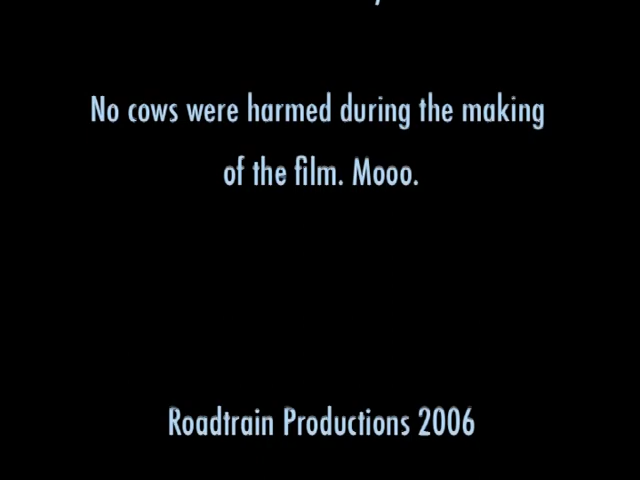 No cows were harmed during the making
of the film. Mooo.
Roadtrain Productions 2006